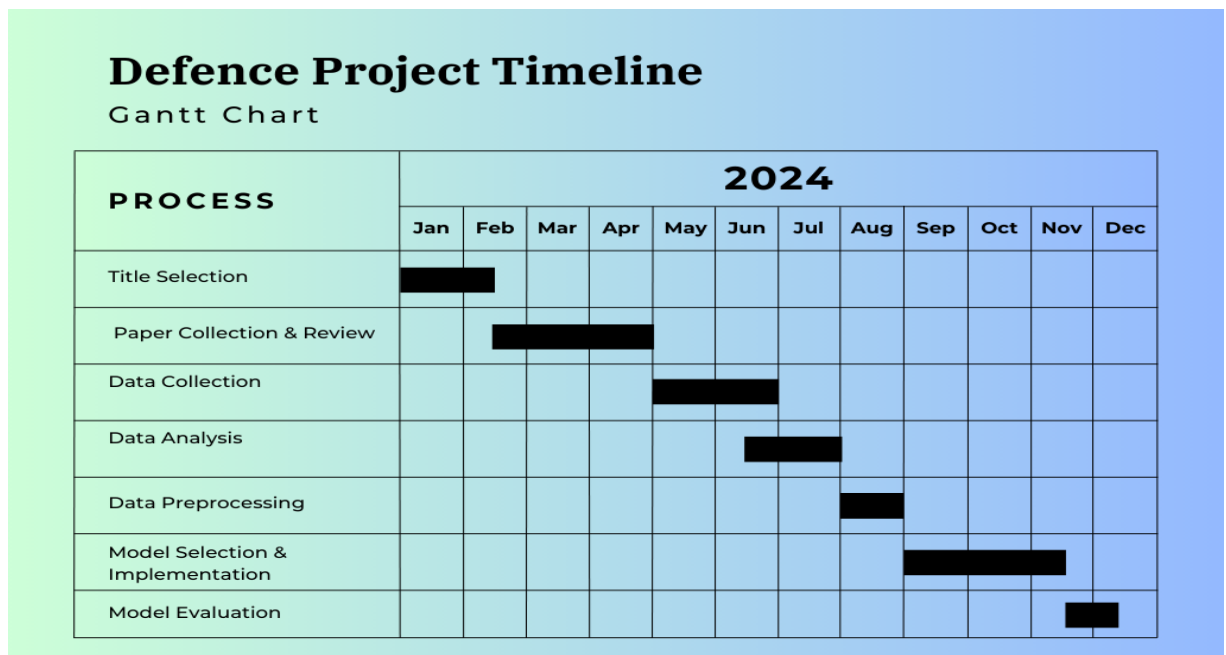 Defence Project Timeline
Gantt Chart
PROCESS
2024
Jan Feb Mar Apr May Jun Jul Aug Sep Oct Nov Dec
Title Selection
Paper Collection & Review
Data Collection
Data Analysis
Data Preprocessing
Model Selection &
Implementation
Model Evaluation